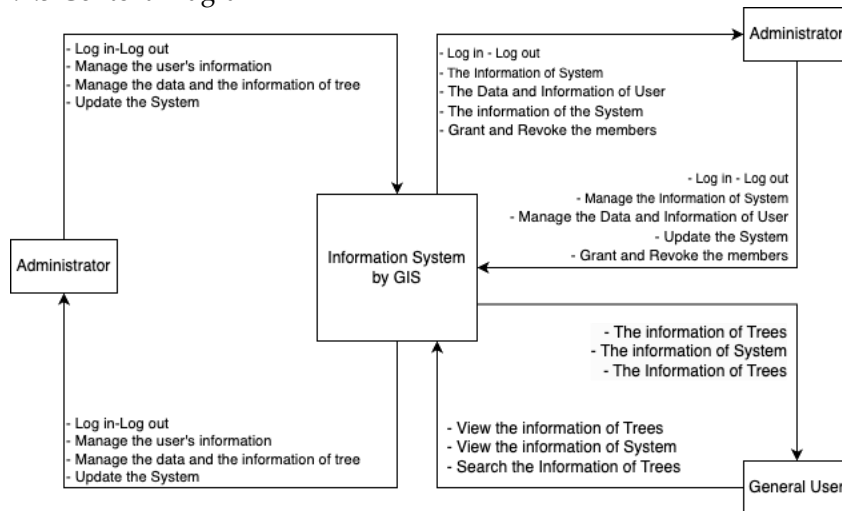 - Log in-Log out
- Manage the user's information
- Manage the data and the information of tree
- Update the System
Administrator
- Log in - Log out
- The Information of System
- The Data and Information of User
- The information of the System
- Grant and Revoke the members
- Log in - Log out
- Manage the Information of System
- Manage the Data and Information of User
- Update the System
- Grant and Revoke the members
Administrator
Information System
by GIS
- The information of Trees
- The information of System
- The Information of Trees
- Log in-Log out
- Manage the user's information
- Manage the data and the information of tree
- Update the System
- View the information of Trees
- View the information of System
- Search the Information of Trees
General User